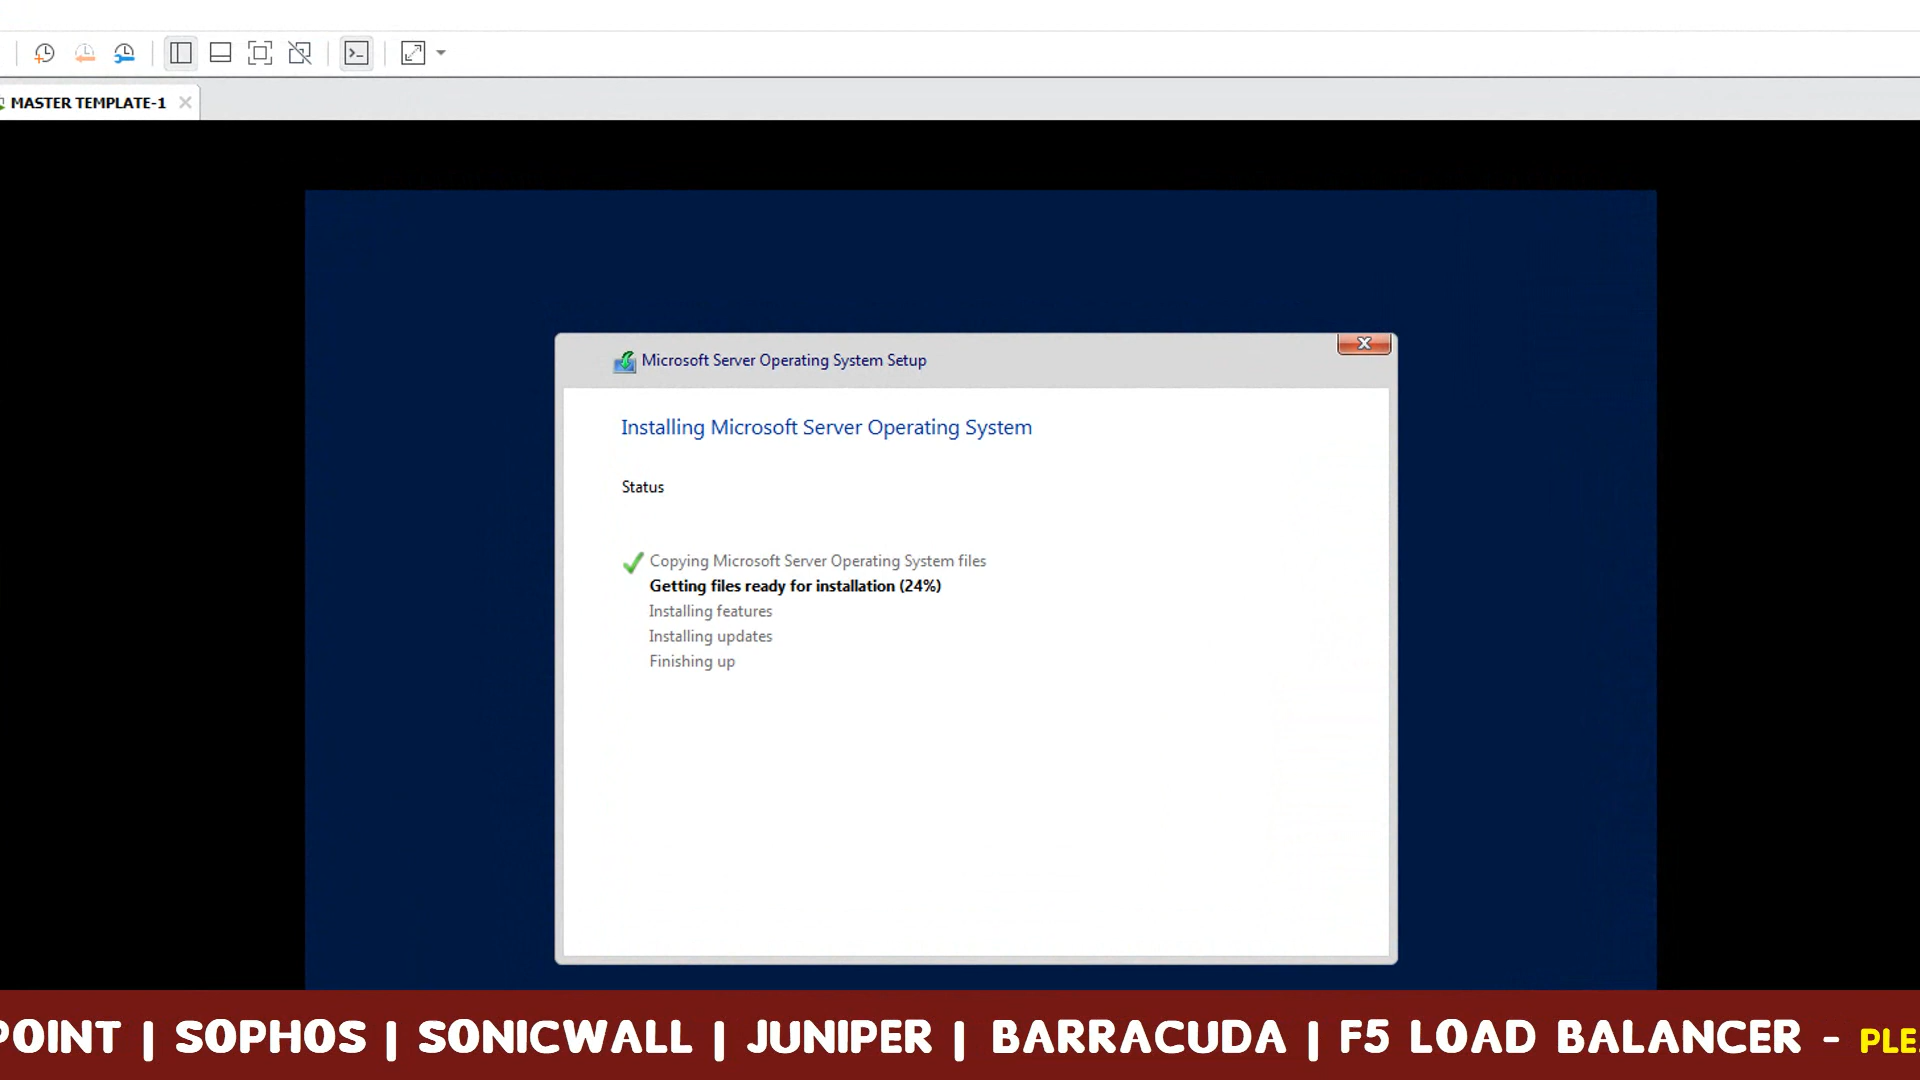 MASTER TEMPLATE-1
Microsoft Server Operating System Setup
Installing Microsoft Server Operating System
Status
Copying Microsoft Server Operating System files
Getting files ready for installation (24%)
Installing features
Installing updates
Finishing up
POINT | SOPHOS | SONICWALL | JUNIPER | BARRACUDA | F5 LOAD BALANCER - PLE